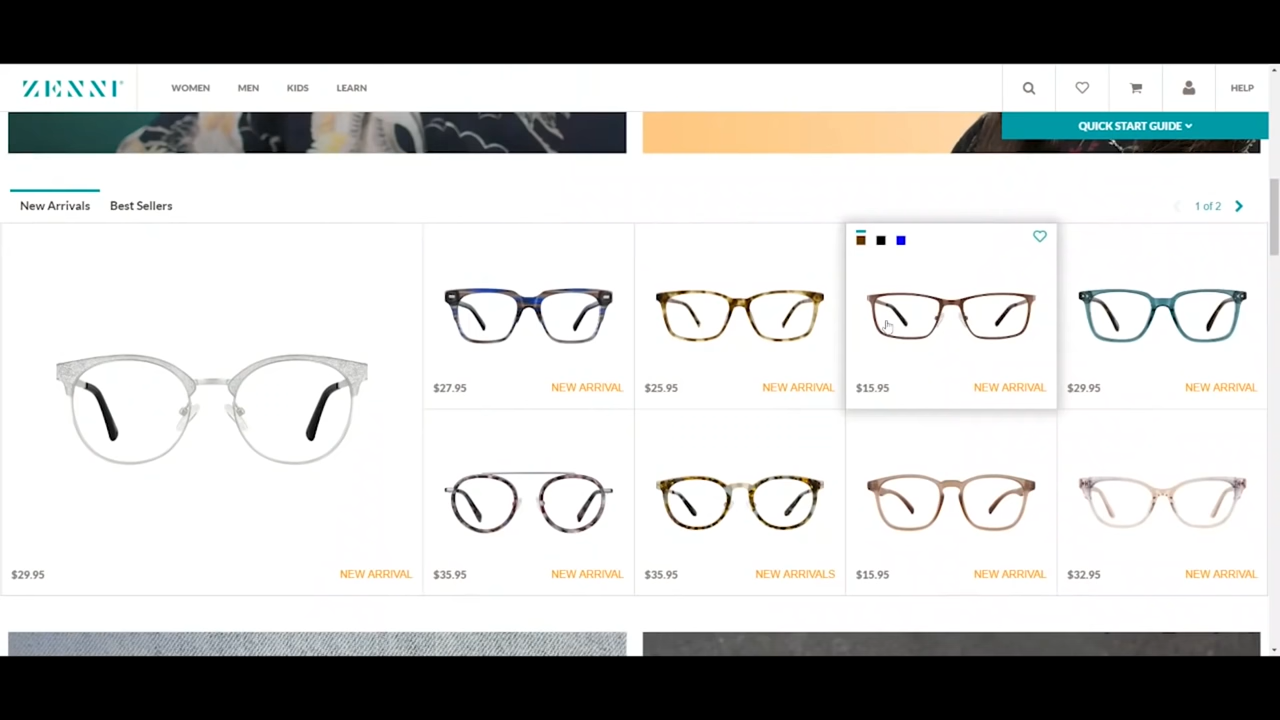 ZENNI
WOMEN MEN KIDS LEARN HELP
QUICK START GUIDE
New Arrivals Best Sellers 1 of 2
$27.95 NEW ARRIVAL $25.95 NEW ARRIVAL $15.95 NEW ARRIVAL $29.95 NEW ARRIVAL
$29.95 NEW ARRIVAL $35.95 NEW ARRIVAL $35.95 NEW ARRIVALS $15.95 NEW ARRIVAL $32.95 NEW ARRIVAL